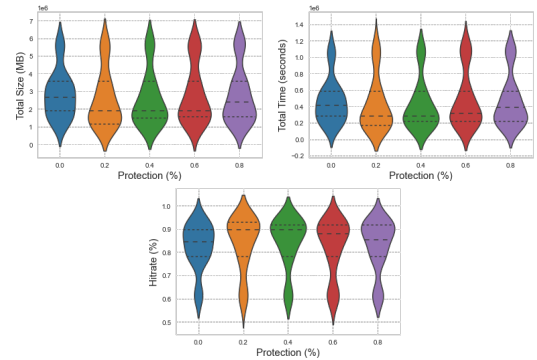 1e6
7
6
5
4
3
2
1
0
Total Size (MB)
0.0 0.2 0.4 0.6 0.8
Protection (%)
1e6
1.4
1.2
1.0
0.8
0.6
0.4
0.2
0.0
−0.2
Total Time (seconds)
0.0 0.2 0.4 0.6 0.8
Protection (%)
1.0
0.9
0.8
0.7
0.6
0.5
Hitrate (%)
0.0 0.2 0.4 0.6 0.8
Protection (%)